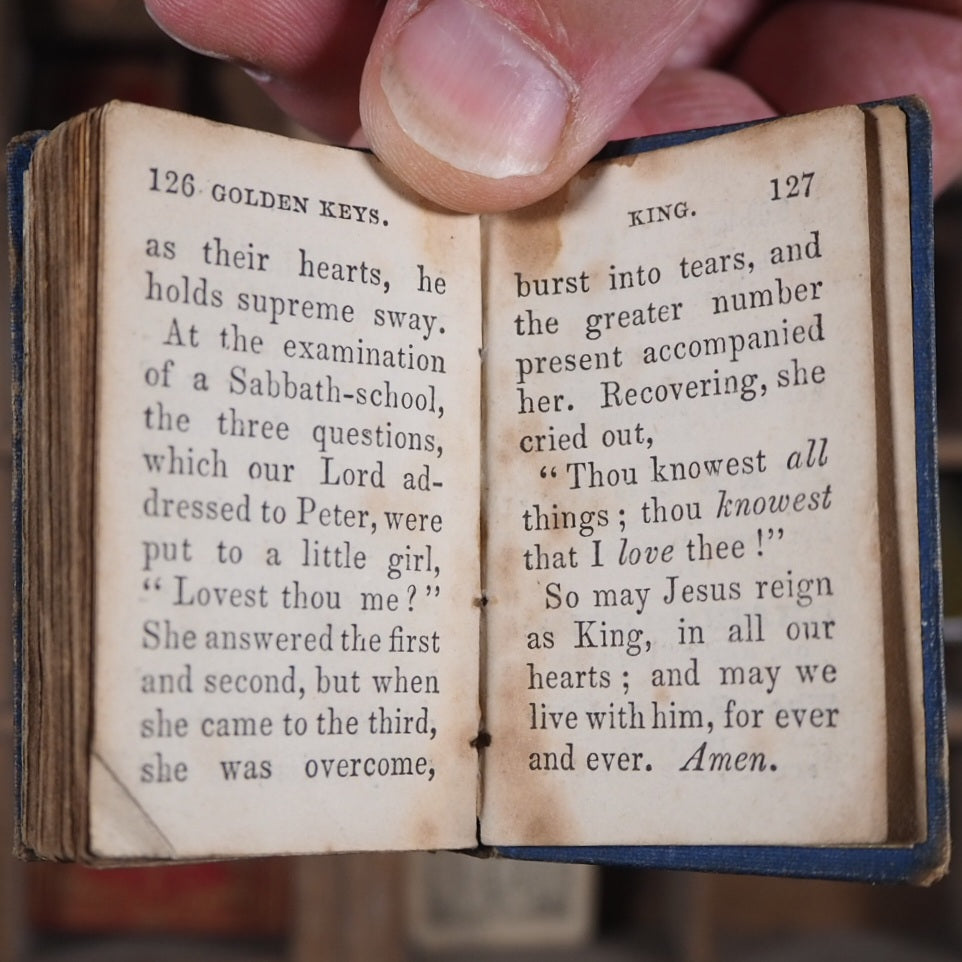 126 GOLDEN KEYS.
as their hearts, he
holds supreme sway.
At the examination
of a Sabbath-school,
the three questions,
which our Lord ad-
dressed to Peter, were
put to a little girl,
“ Lovest thou me ? ”
She answered the first
and second, but when
she came to the third,
she was overcome,
KING. 127
burst into tears, and
the greater number
present accompanied
her. Recovering, she
cried out,
“ Thou knowest all
things ; thou knowest
that I love thee !”
So may Jesus reign
as King, in all our
hearts ; and may we
live with him, for ever
and ever. Amen.